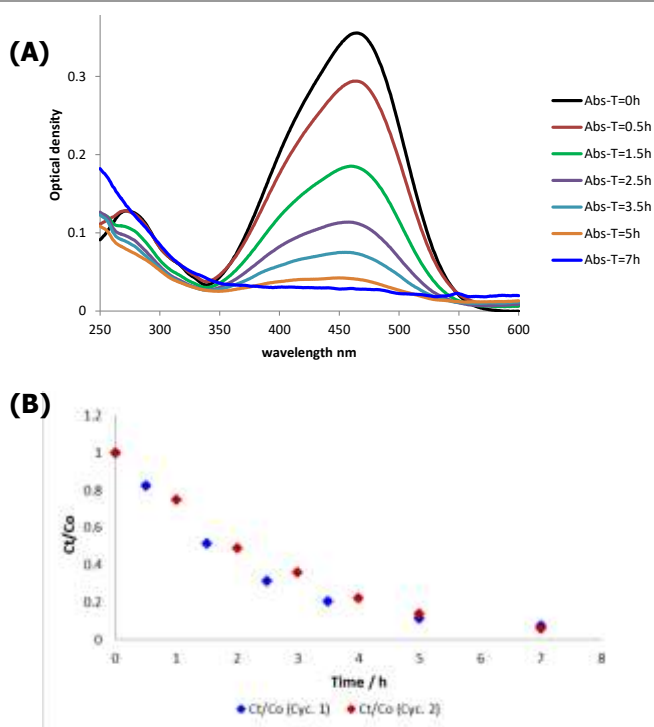 (A)
Optical density
0.3
0.2
0.1
0
250 300 350 400 450 500 550 600
wavelength nm
Abs-T=0h
Abs-T=0.5h
Abs-T=1.5h
Abs-T=2.5h
Abs-T=3.5h
Abs-T=5h
Abs-T=7h
(B)
Ct/Co
1.2
1
0.8
0.6
0.4
0.2
0
0 1 2 3 4 5 6 7 8
Time / h
Ct/Co (Cyc. 1) Ct/Co (Cyc. 2)